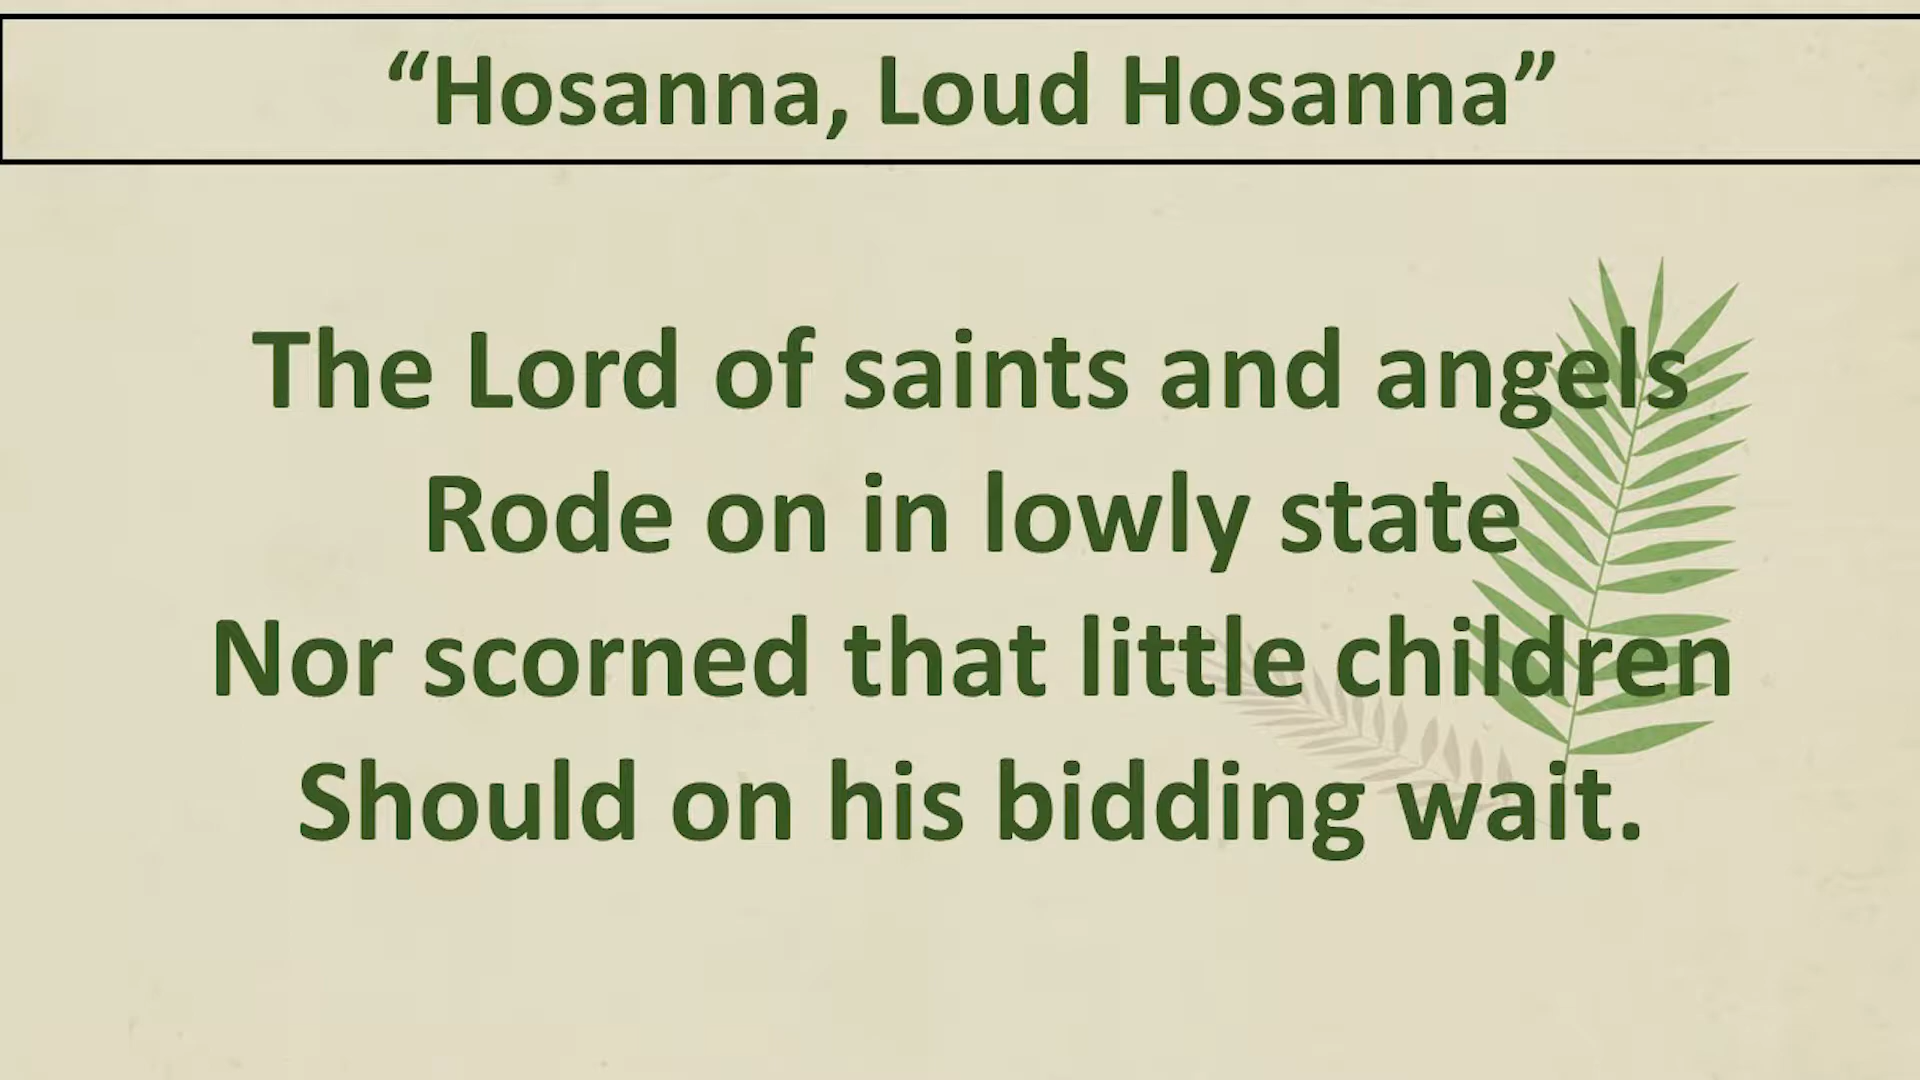 “Hosanna, Loud Hosanna”
The Lord of saints and angels
Rode on in lowly state
Nor scorned that little children
Should on his bidding wait.